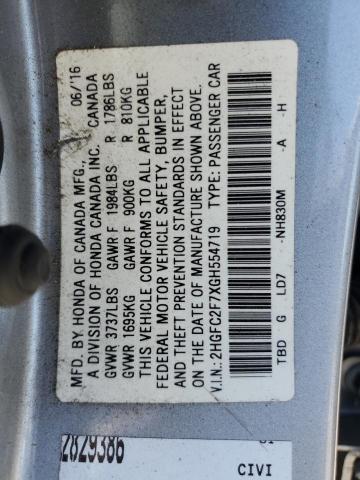 MFD. BY HONDA OF CANADA MFG., 06/16
A DIVISION OF HONDA CANADA INC. CANADA
GVWR 3737LBS GAWR F 1984LBS R 1786LBS
GVWR 1695KG GAWR F 900KG R 810KG
THIS VEHICLE CONFORMS TO ALL APPLICABLE
FEDERAL MOTOR VEHICLE SAFETY, BUMPER,
& THEFT PREVENTION STANDARDS IN EFFECT
ON THE DATE OF MANUFACTURE SHOWN ABOVE.
V.I.N.: 2HGFC2F7XGH554719 TYPE: PASSENGER CAR
TBD G LD7 -NH830M -A -H
2829386
CIVI